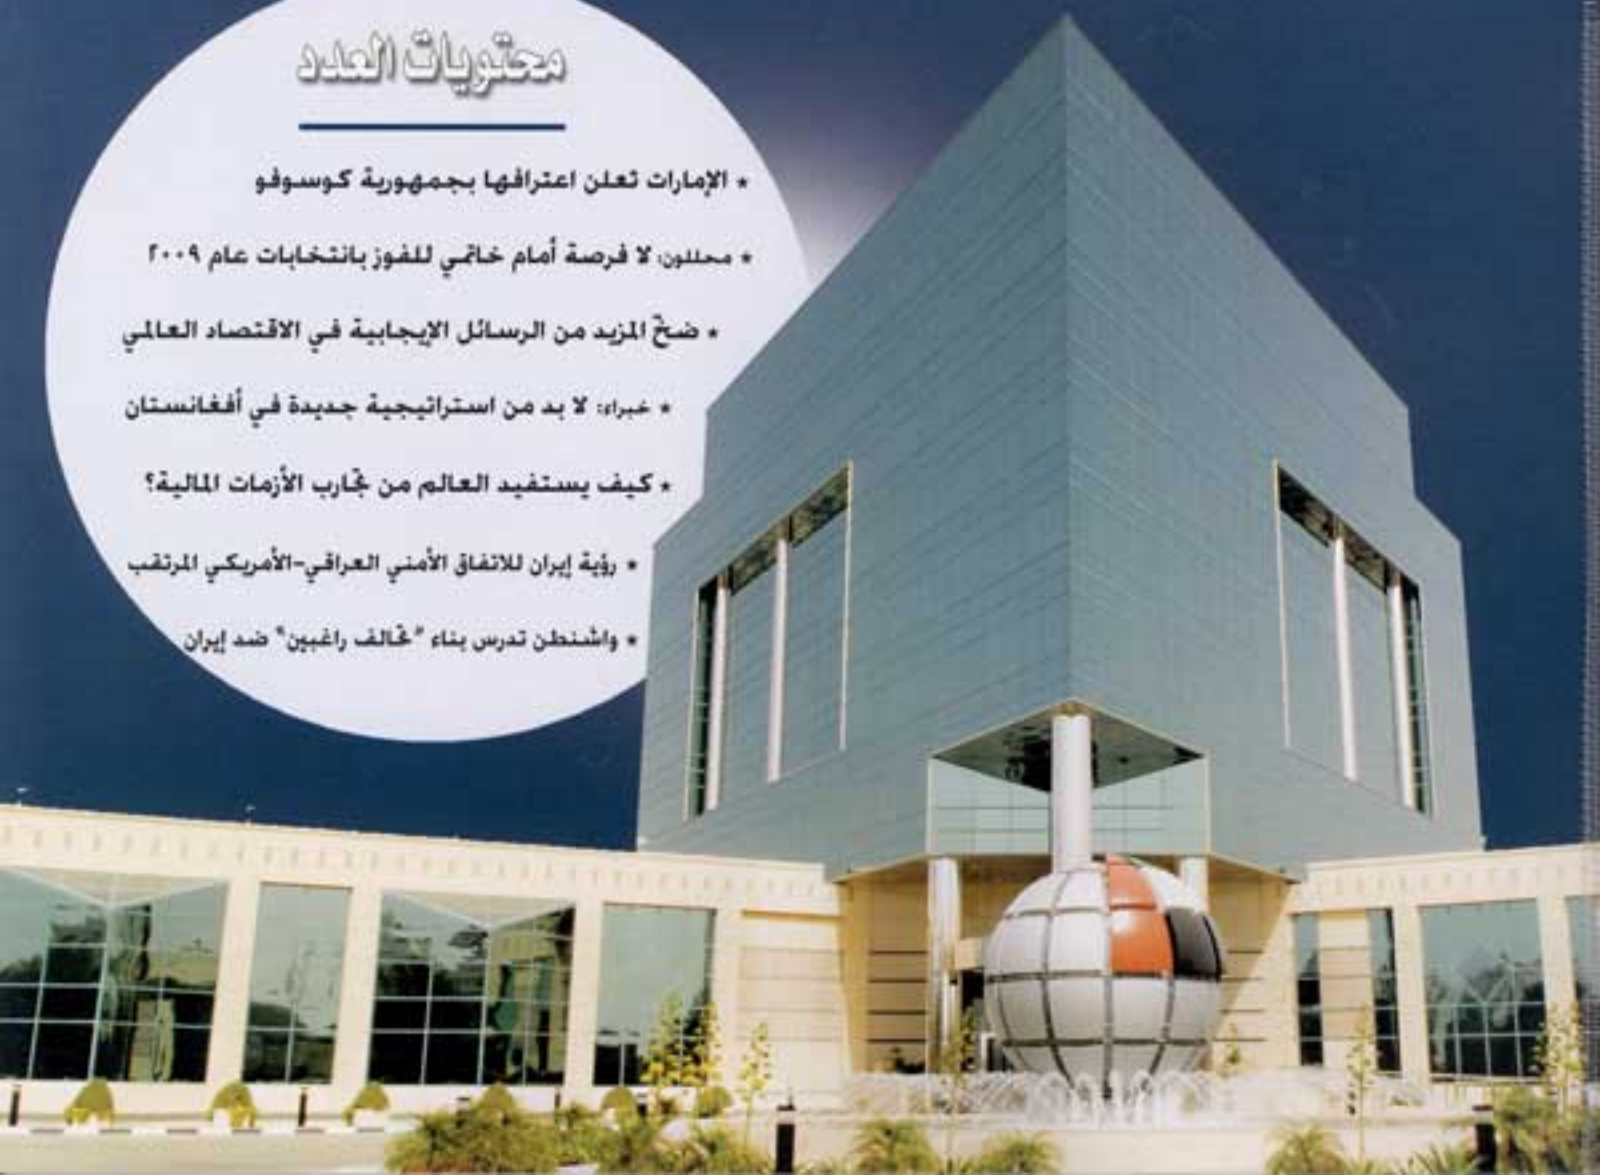 محتويات العدد
* الإمارات تعلن اعترافها بجمهورية كوسوفو
* محللون: لا فرصة أمام خاتمي للفوز بانتخابات عام ٢٠٠٩
* ضخّ المزيد من الرسائل الإيجابية في الاقتصاد العالمي
* خبراء: لا بد من استراتيجية جديدة في أفغانستان
* كيف يستفيد العالم من تجارب الأزمات المالية؟
* رؤية إيران للاتفاق الأمني العراقي-الأمريكي المرتقب
* واشنطن تدرس بناء "تحالف راغبين" ضد إيران